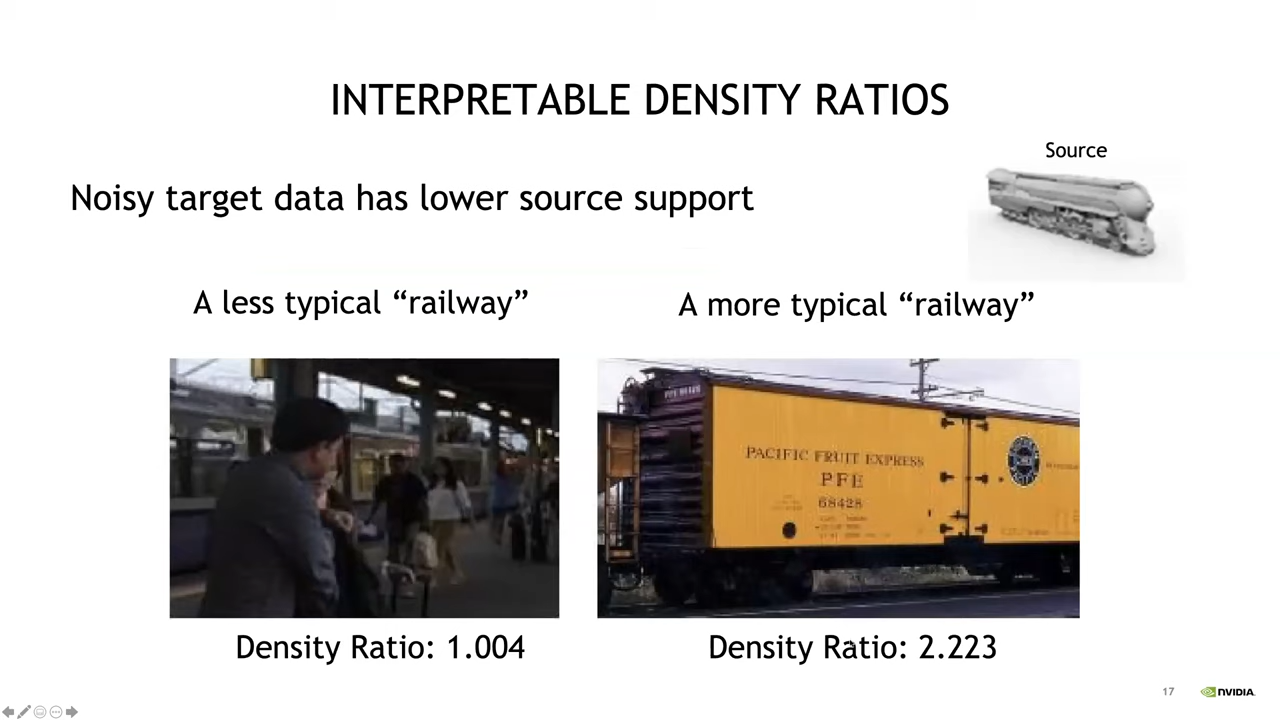 INTERPRETABLE DENSITY RATIOS
Source
Noisy target data has lower source support
A less typical “railway”
A more typical “railway”
PACIFIC FRUIT EXPRESS
PFE
68428
Density Ratio: 1.004
Density Ratio: 2.223
17
NVIDIA